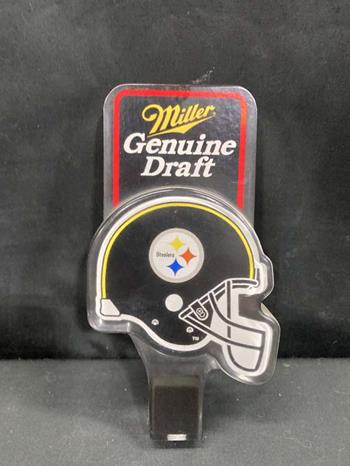 Miller
Genuine
Draft
Steelers
TM